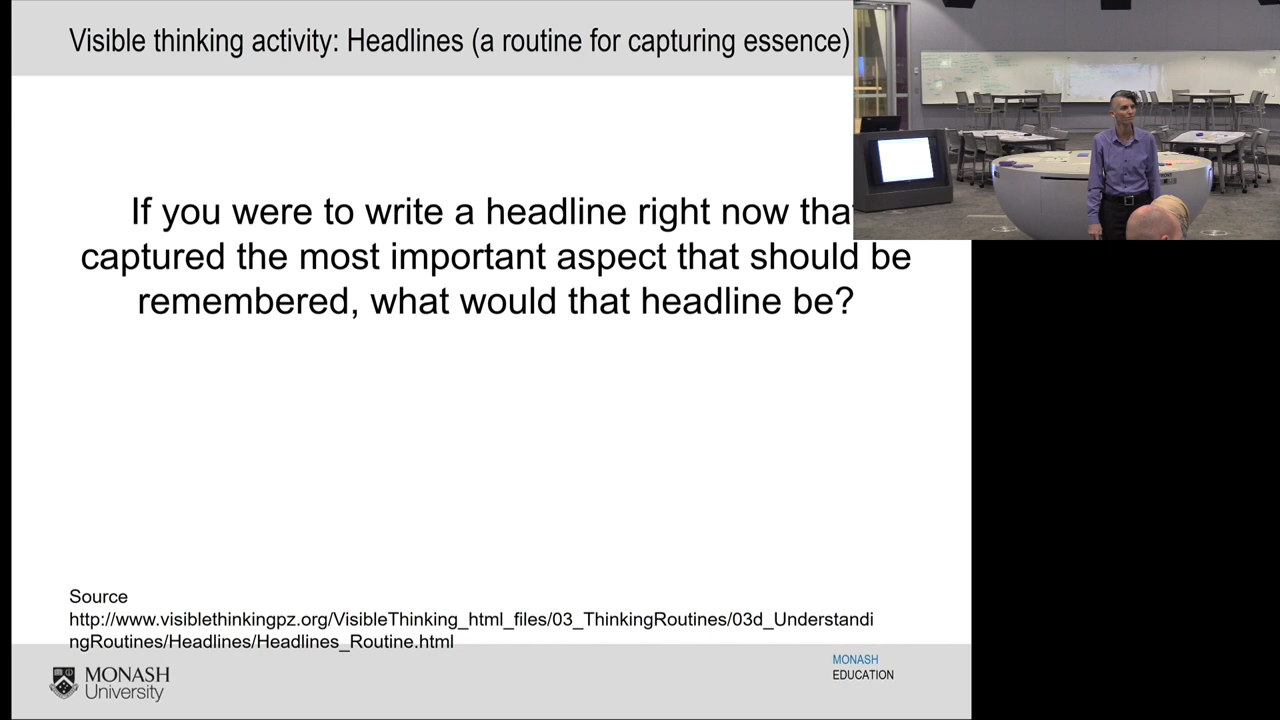 Visible thinking activity: Headlines (a routine for capturing essence)
If you were to write a headline right now that
captured the most important aspect that should be
remembered, what would that headline be?
Source
http://www.visiblethinkingpz.org/VisibleThinking_html_files/03_ThinkingRoutines/03d_Understandi
ngRoutines/Headlines/Headlines_Routine.html
MONASH
University
MONASH
EDUCATION